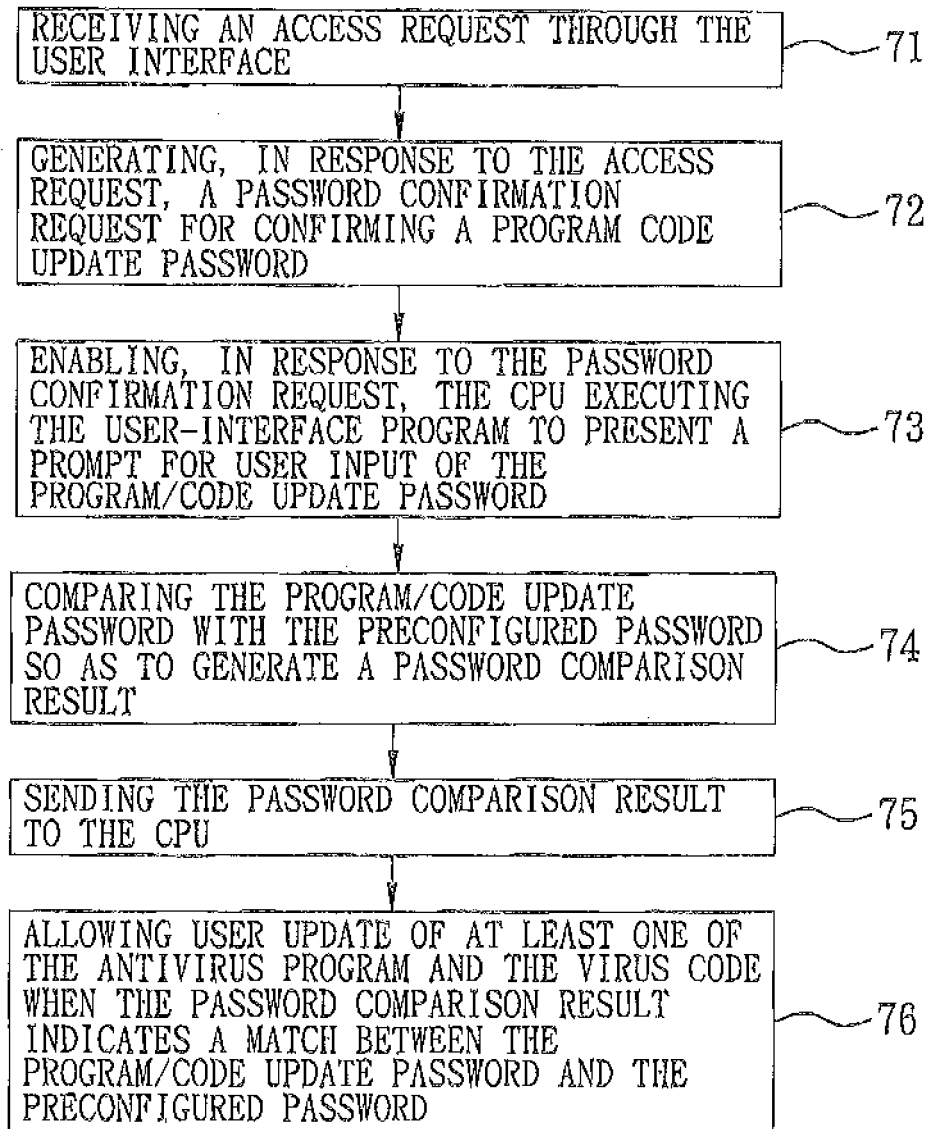 RECEIVING AN ACCESS REQUEST THROUGH THE
USER INTERFACE
71
GENERATING, IN RESPONSE TO THE ACCESS
REQUEST, A PASSWORD CONFIRMATION
REQUEST FOR CONFIRMING A PROGRAM CODE
UPDATE PASSWORD
72
ENABLING, IN RESPONSE TO THE PASSWORD
CONFIRMATION REQUEST, THE CPU EXECUTING
THE USER-INTERFACE PROGRAM TO PRESENT A
PROMPT FOR USER INPUT OF THE
PROGRAM/CODE UPDATE PASSWORD
73
COMPARING THE PROGRAM/CODE UPDATE
PASSWORD WITH THE PRECONFIGURED PASSWORD
SO AS TO GENERATE A PASSWORD COMPARISON
RESULT
74
SENDING THE PASSWORD COMPARISON RESULT
TO THE CPU
75
ALLOWING USER UPDATE OF AT LEAST ONE OF
THE ANTIVIRUS PROGRAM AND THE VIRUS CODE
WHEN THE PASSWORD COMPARISON RESULT
INDICATES A MATCH BETWEEN THE
PROGRAM/CODE UPDATE PASSWORD AND THE
PRECONFIGURED PASSWORD
76